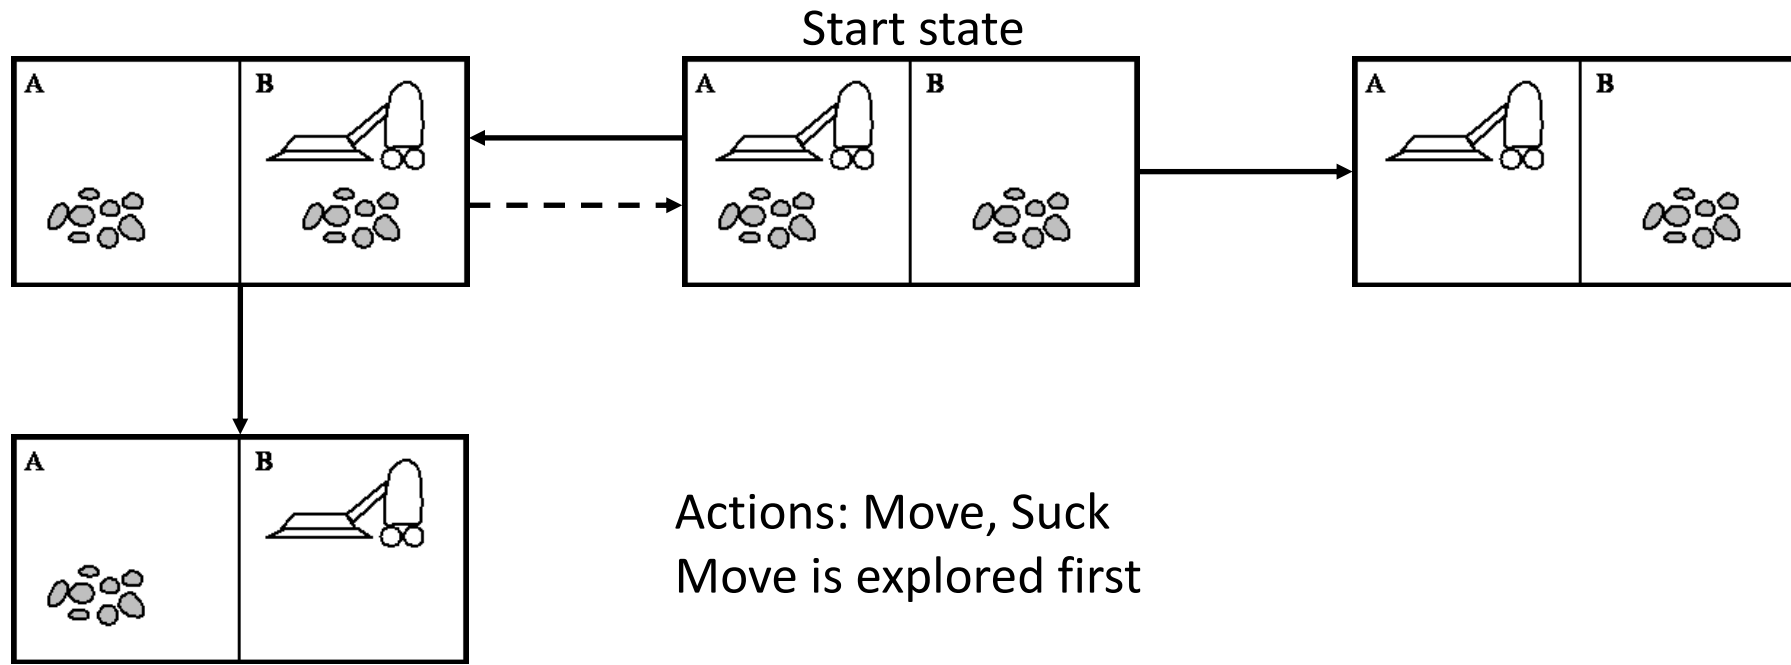 Start state
A B
A B
A B
A B
Actions: Move, Suck
Move is explored first